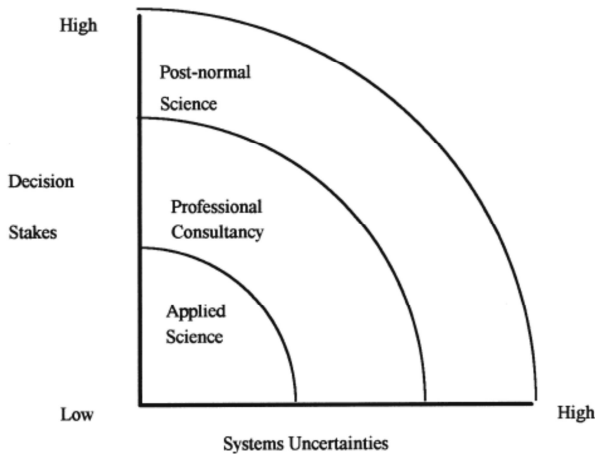 High
Post-normal
Science
Decision
Professional
Stakes
Consultancy
Applied
Science
Low
High
Systems Uncertainties